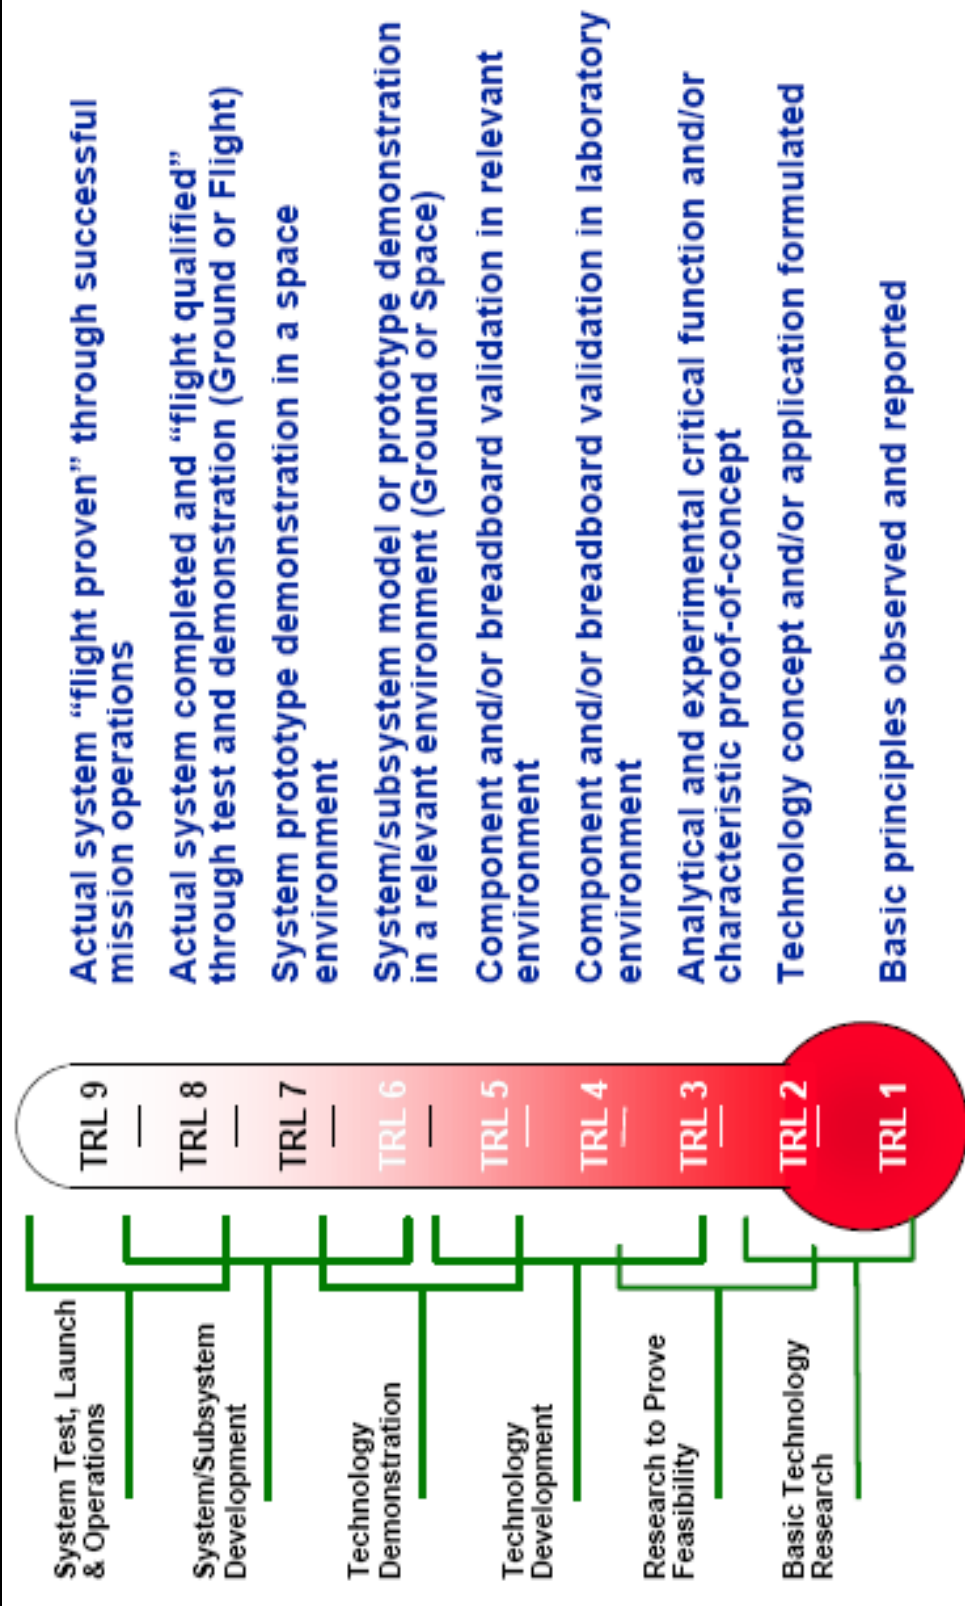 System Test, Launch
& Operations
System/Subsystem
Development
Technology
Demonstration
Technology
Development
Research to Prove
Feasibility
Basic Technology
Research
TRL 9
TRL 8
TRL 7
TRL 6
TRL 5
TRL 4
TRL 3
TRL 2
TRL 1
Actual system “flight proven” through successful
mission operations
Actual system completed and “flight qualified”
through test and demonstration (Ground or Flight)
System prototype demonstration in a space
environment
System/subsystem model or prototype demonstration
in a relevant environment (Ground or Space)
Component and/or breadboard validation in relevant
environment
Component and/or breadboard validation in laboratory
environment
Analytical and experimental critical function and/or
characteristic proof-of-concept
Technology concept and/or application formulated
Basic principles observed and reported